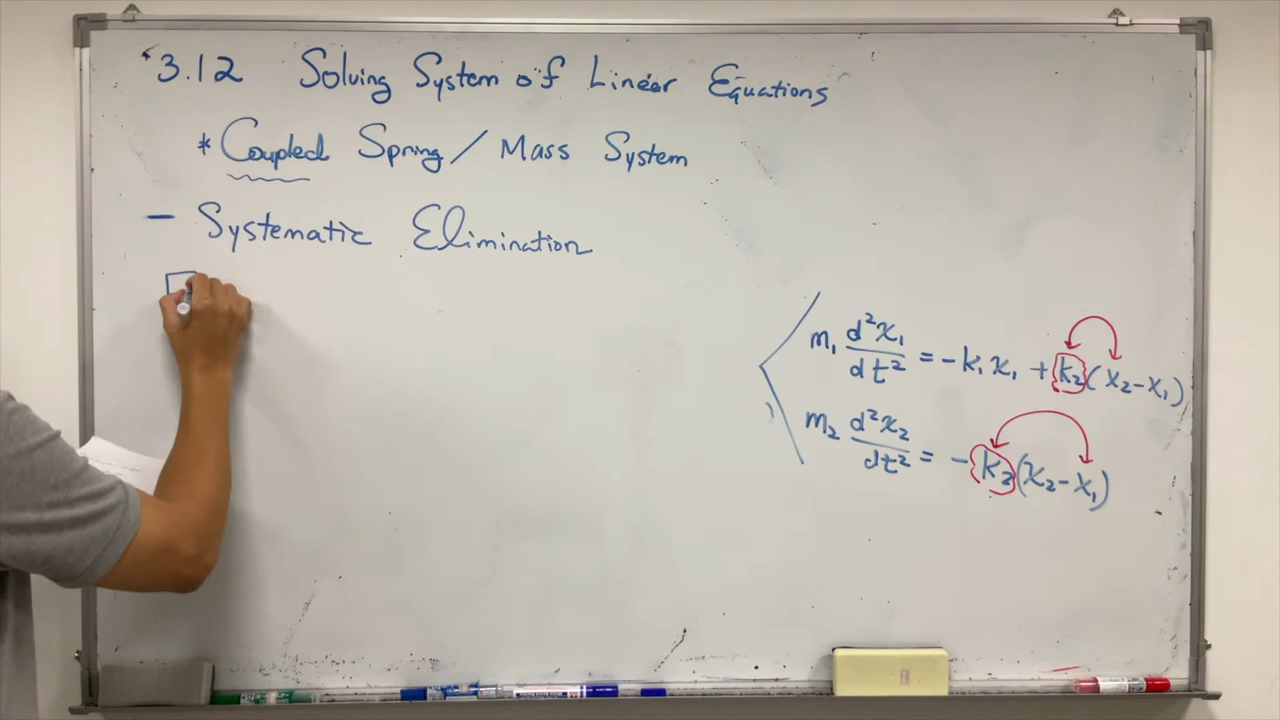 3.12 Solving System of Linear Equations
* Coupled Spring / Mass System
- Systematic Elimination
m₁ d²x₁/dt² = -k₁x₁ + k₂(x₂-x₁)
m₂ d²x₂/dt² = -k₂(x₂-x₁)